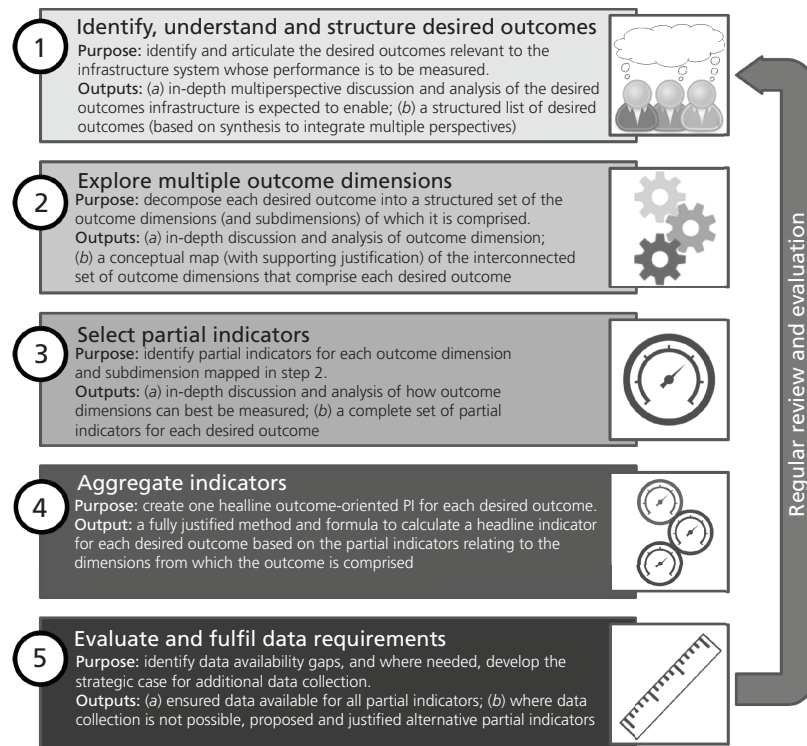 1
Identify, understand and structure desired outcomes
Purpose: identify and articulate the desired outcomes relevant to the
infrastructure system whose performance is to be measured.
Outputs: (a) in-depth multiperspective discussion and analysis of the desired
outcomes infrastructure is expected to enable; (b) a structured list of desired
outcomes (based on synthesis to integrate multiple perspectives)
2
Explore multiple outcome dimensions
Purpose: decompose each desired outcome into a structured set of the
outcome dimensions (and subdimensions) of which it is comprised.
Outputs: (a) in-depth discussion and analysis of outcome dimension;
(b) a conceptual map (with supporting justification) of the interconnected
set of outcome dimensions that comprise each desired outcome
3
Select partial indicators
Purpose: identify partial indicators for each outcome dimension
and subdimension mapped in step 2.
Outputs: (a) in-depth discussion and analysis of how outcome
dimensions can best be measured; (b) a complete set of partial
indicators for each desired outcome
4
Aggregate indicators
Purpose: create one healline outcome-oriented PI for each desired outcome.
Output: a fully justified method and formula to calculate a headline indicator
for each desired outcome based on the partial indicators relating to the
dimensions from which the outcome is comprised
5
Evaluate and fulfil data requirements
Purpose: identify data availability gaps, and where needed, develop the
strategic case for additional data collection.
Outputs: (a) ensured data available for all partial indicators; (b) where data
collection is not possible, proposed and justified alternative partial indicators
Regular review and evaluation